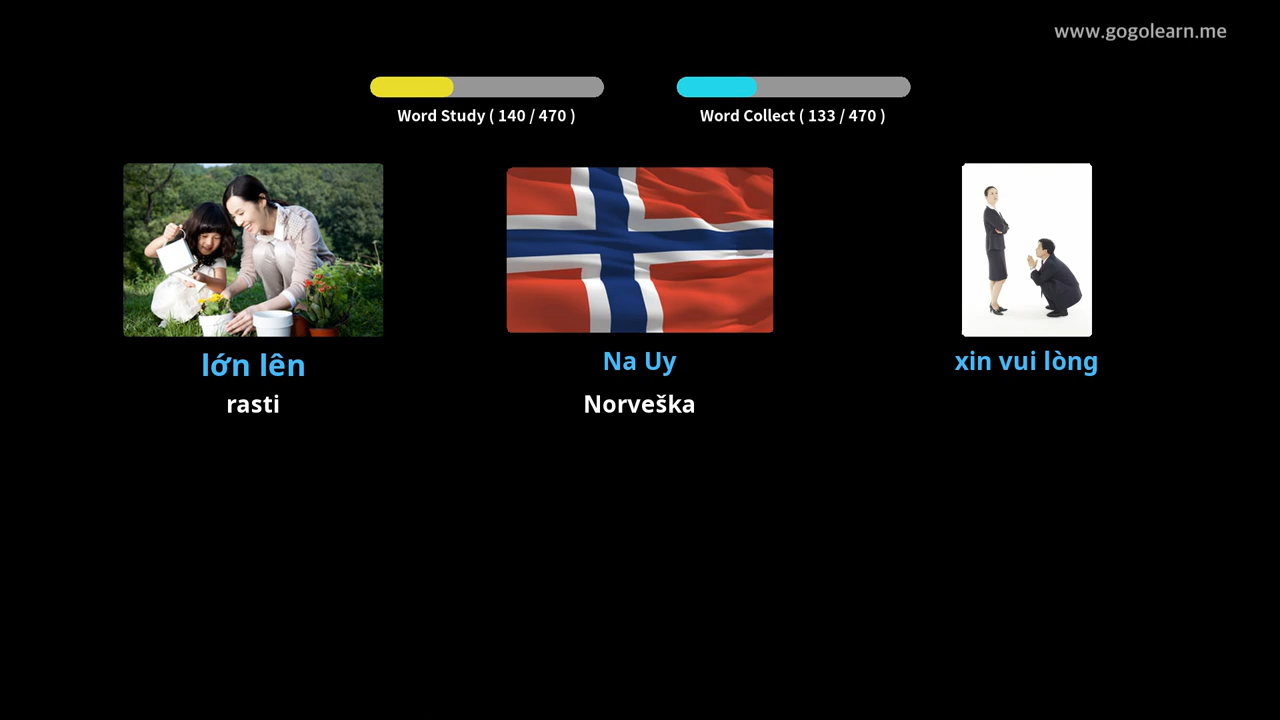 www.gogolearn.me
Word Study ( 140 / 470 )
Word Collect ( 133 / 470 )
lớn lên
rasti
Na Uy
Norveška
xin vui lòng